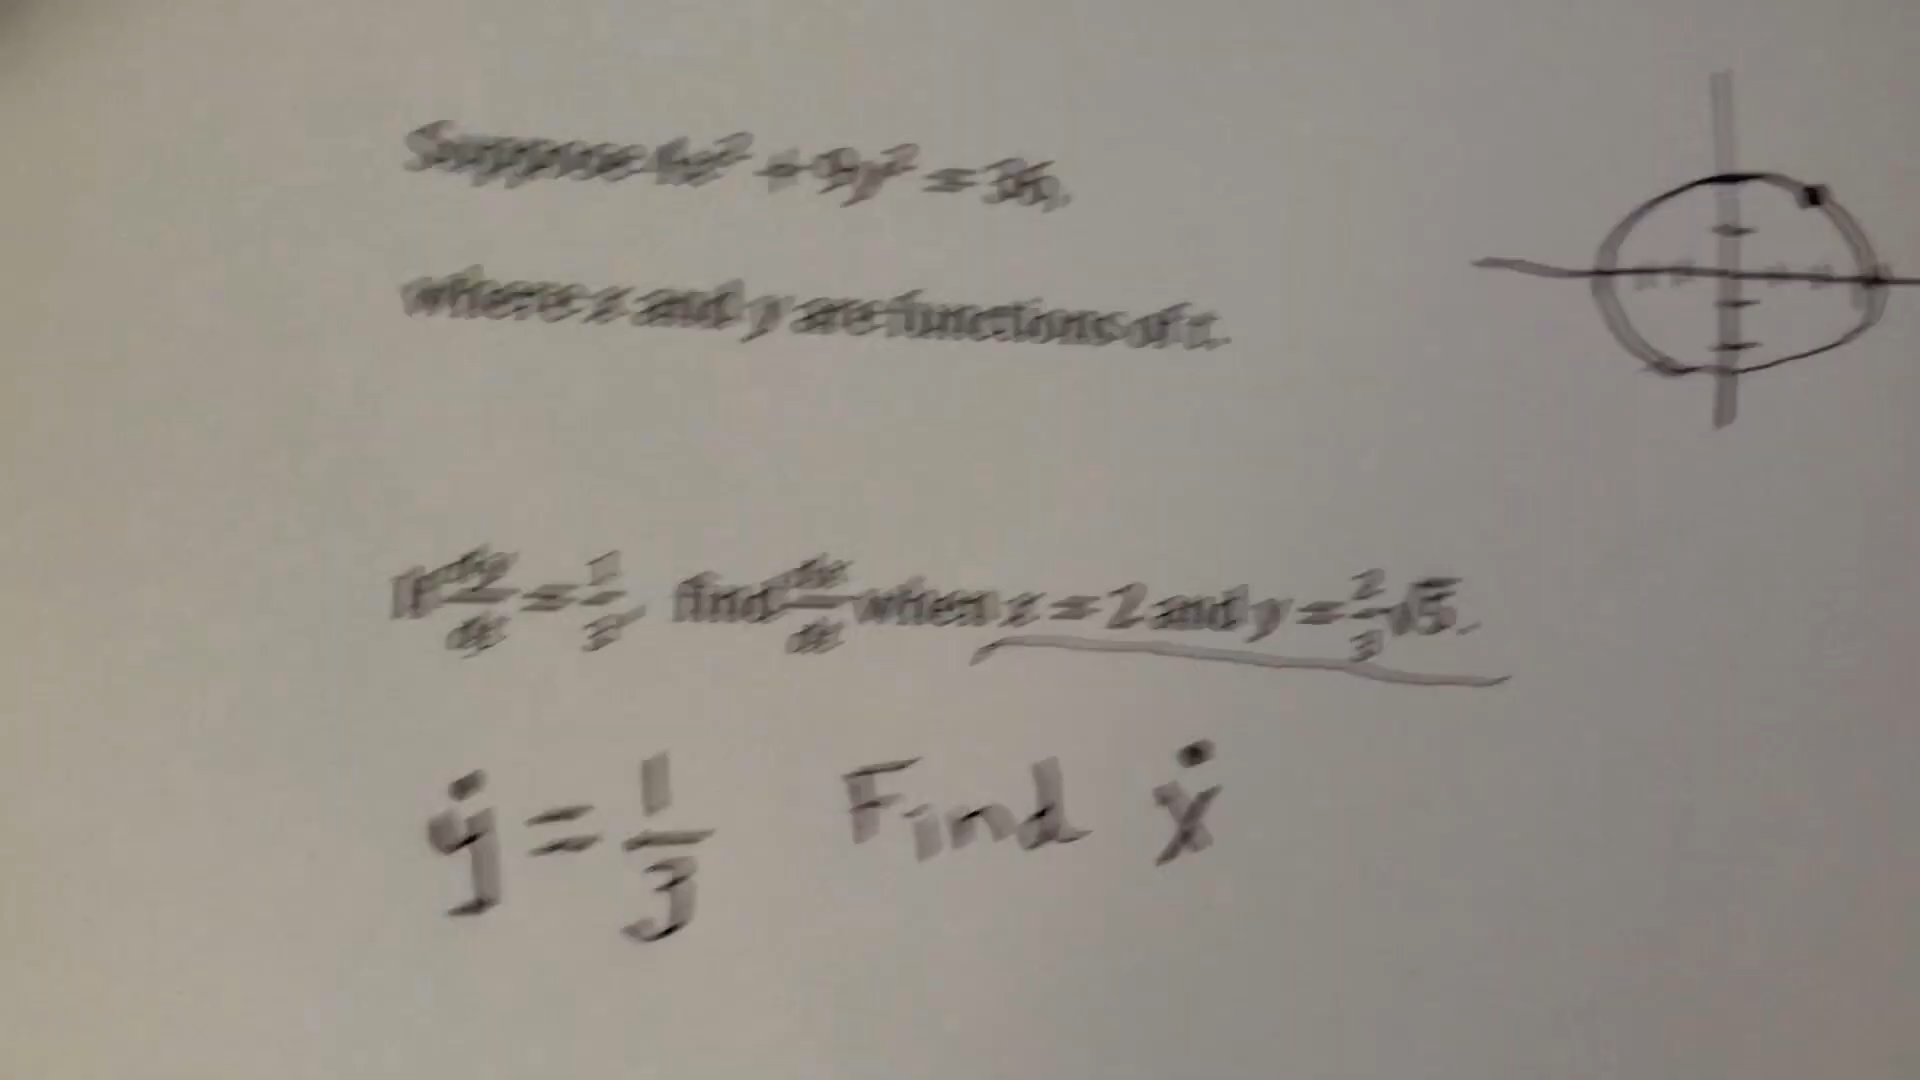 Suppose 4x² + 9y² = 36,
where x and y are functions of t.
If dy/dt = 1/3, find dx/dt when x = 2 and y = 2/3 √5.
ẏ = 1/3 Find ẋ